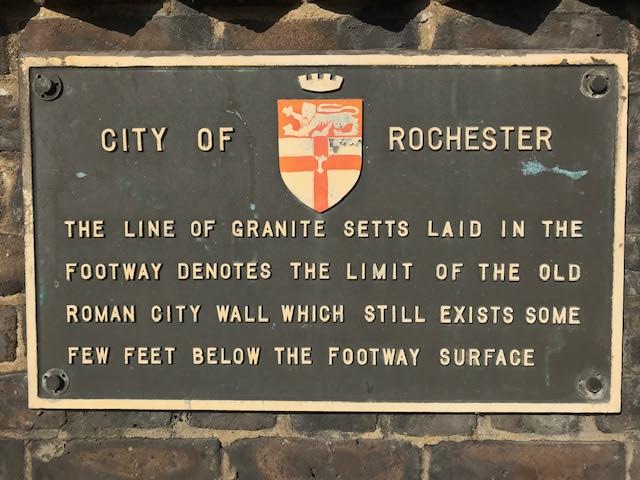 CITY OF ROCHESTER
THE LINE OF GRANITE SETTS LAID IN THE
FOOTWAY DENOTES THE LIMIT OF THE OLD
ROMAN CITY WALL WHICH STILL EXISTS SOME
FEW FEET BELOW THE FOOTWAY SURFACE